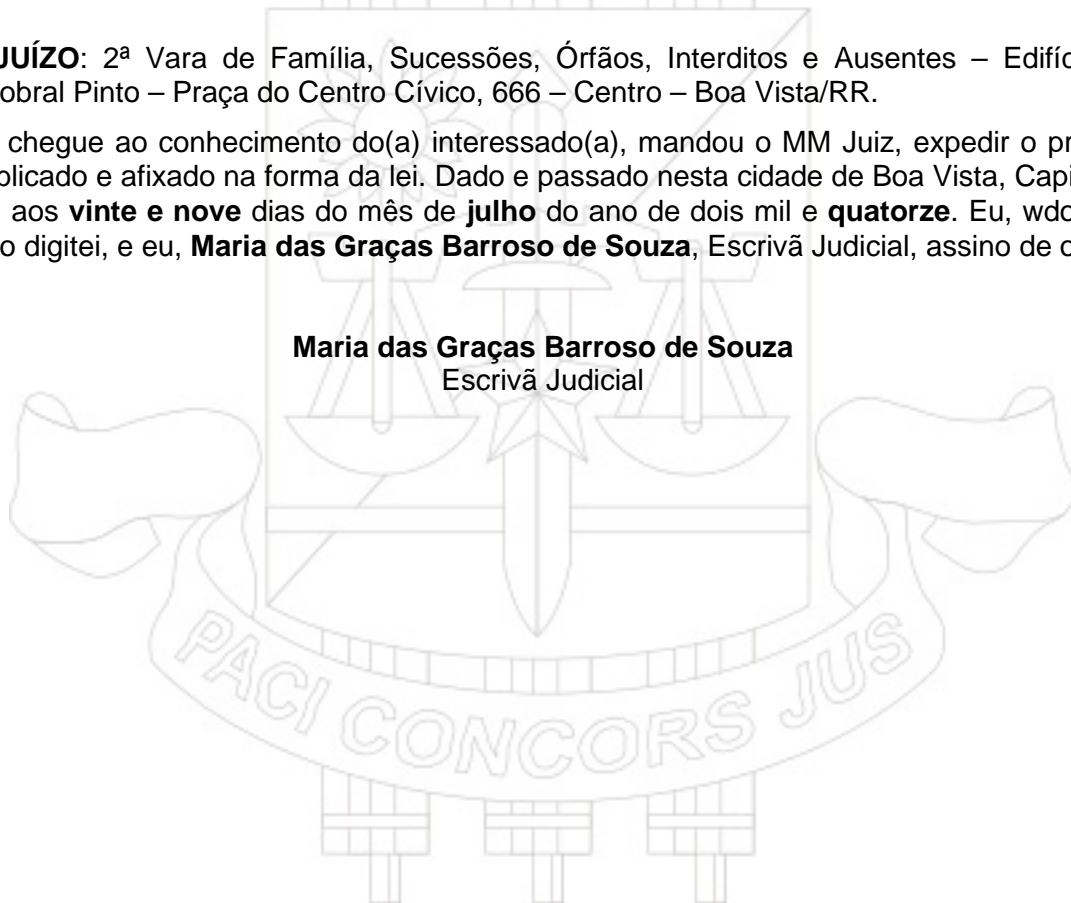 JUÍZO: 2ª Vara de Família, Sucessões, Órfãos, Interditos e Ausentes – Edifíc
obral Pinto – Praça do Centro Cívico, 666 – Centro – Boa Vista/RR.
chegue ao conhecimento do(a) interessado(a), mandou o MM Juiz, expedir o pr
blicado e afixado na forma da lei. Dado e passado nesta cidade de Boa Vista, Capi
aos vinte e nove dias do mês de julho do ano de dois mil e quatorze. Eu, wdo
o digitei, e eu, Maria das Graças Barroso de Souza, Escrivã Judicial, assino de o
Maria das Graças Barroso de Souza
Escrivã Judicial
PACI CONCORS JUS